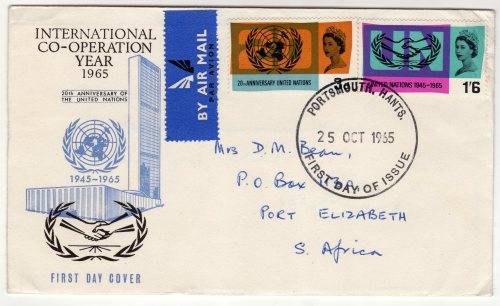 INTERNATIONAL
CO-OPERATION
YEAR
1965
20th ANNIVERSARY OF
THE UNITED NATIONS
1945-1965
FIRST DAY COVER
BY AIR MAIL
PAR AVION
20th ANNIVERSARY UNITED NATIONS
UNITED NATIONS 1945-1965
1'6
PORTSMOUTH, HANTS.
25 OCT 1965
FIRST DAY OF ISSUE
Mrs D. M. Bean,
P.O. Box
Port Elizabeth
S. Africa